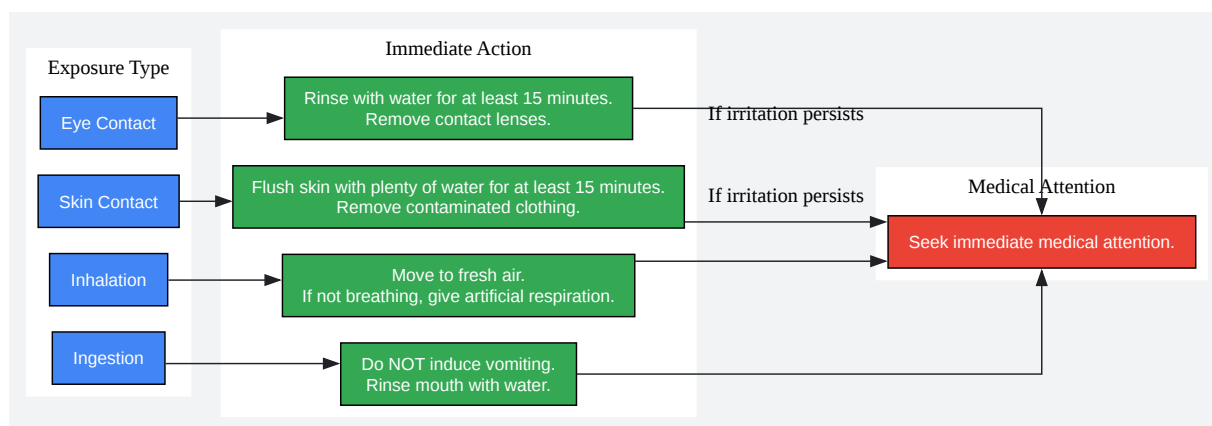 Exposure Type
Eye Contact
Skin Contact
Inhalation
Ingestion
Immediate Action
Rinse with water for at least 15 minutes.
Remove contact lenses.
Flush skin with plenty of water for at least 15 minutes.
Remove contaminated clothing.
Move to fresh air.
If not breathing, give artificial respiration.
Do NOT induce vomiting.
Rinse mouth with water.
If irritation persists
If irritation persists
Medical Attention
Seek immediate medical attention.